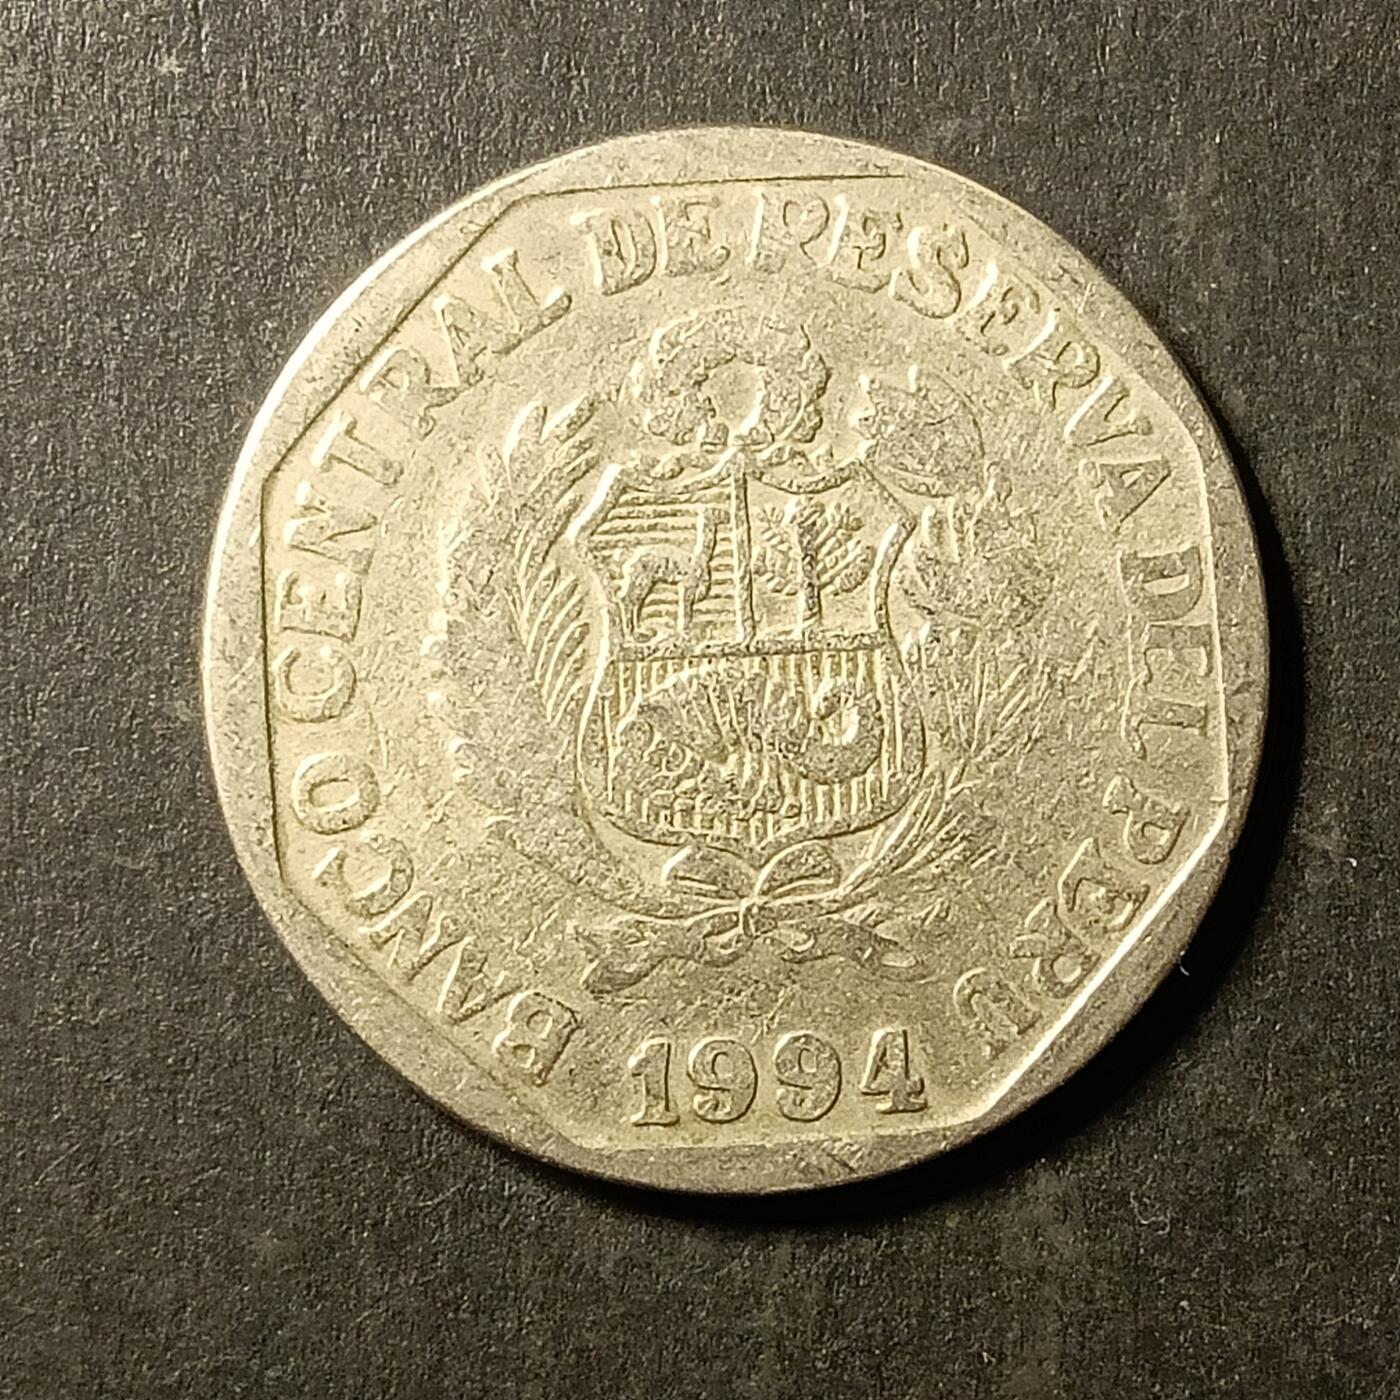 BANCO CENTRAL DE RESERVA DEL PERU
1994